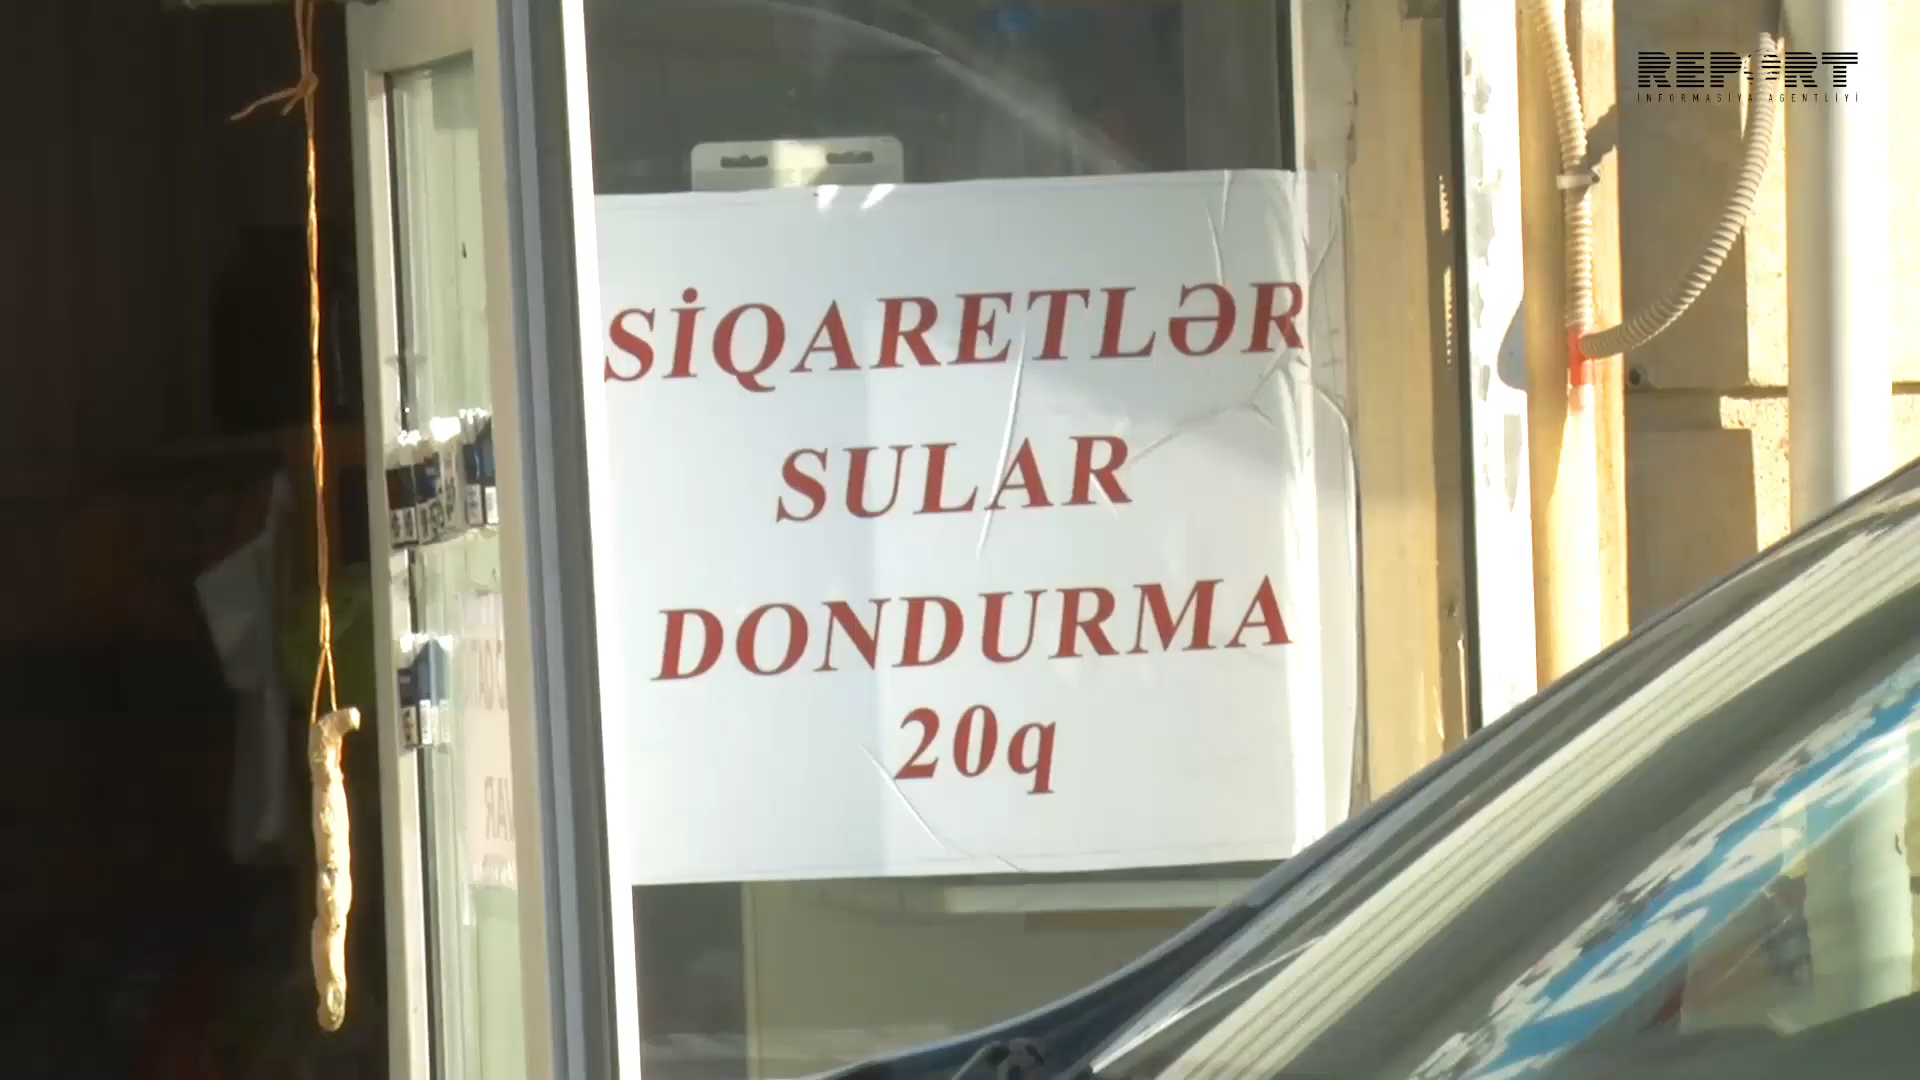 REPORT
İNFORMASİYA AGENTLİYİ
SİQARETLƏR
SULAR
DONDURMA
20q